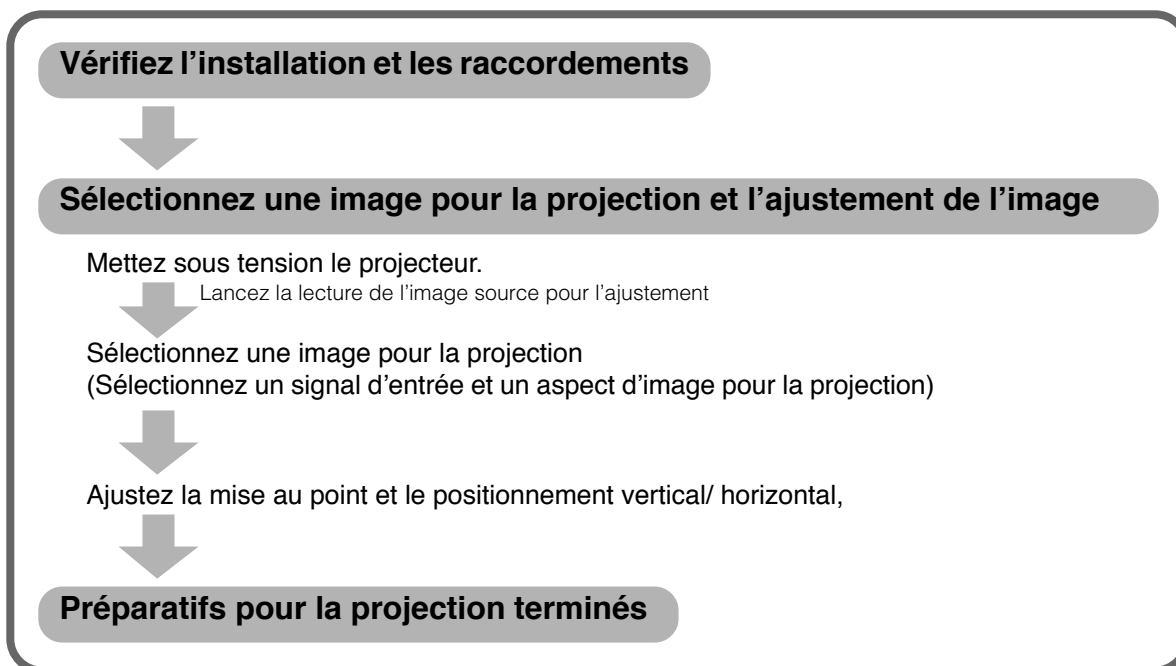 Vérifiez l’installation et les raccordements
Sélectionnez une image pour la projection et l’ajustement de l’image
Mettez sous tension le projecteur.
Lancez la lecture de l’image source pour l’ajustement
Sélectionnez une image pour la projection
(Sélectionnez un signal d’entrée et un aspect d’image pour la projection)
Ajustez la mise au point et le positionnement vertical/ horizontal,
Préparatifs pour la projection terminés